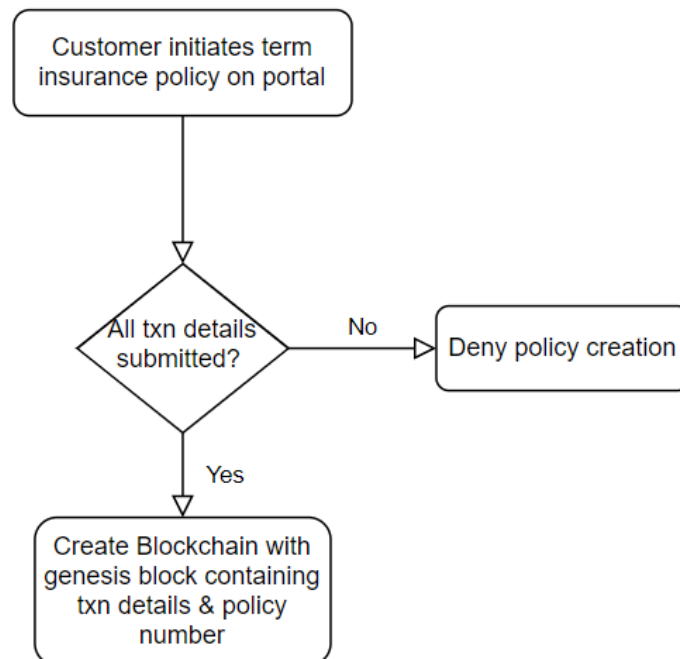 Customer initiates term
insurance policy on portal
All txn details
submitted?
No
Deny policy creation
Yes
Create Blockchain with
genesis block containing
txn details & policy
number